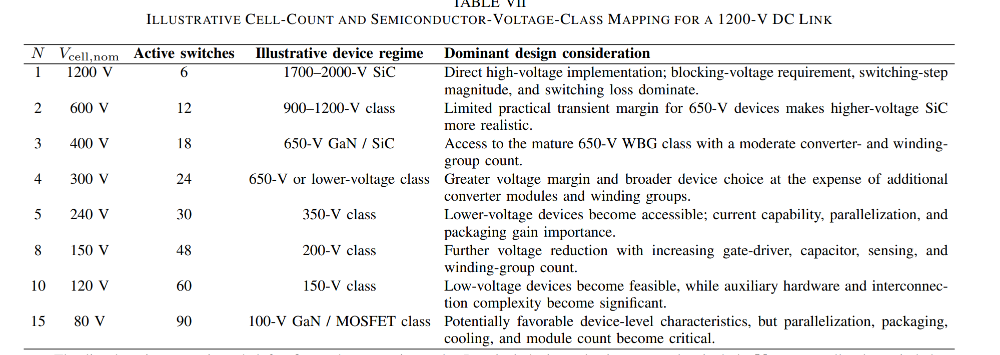 TABLE VII
ILLUSTRATIVE CELL-COUNT AND SEMICONDUCTOR-VOLTAGE-CLASS MAPPING FOR A 1200-V DC LINK
N V_cell,nom Active switches Illustrative device regime Dominant design consideration
1 1200 V 6 1700–2000-V SiC Direct high-voltage implementation; blocking-voltage requirement, switching-step
magnitude, and switching loss dominate.
2 600 V 12 900–1200-V class Limited practical transient margin for 650-V devices makes higher-voltage SiC
more realistic.
3 400 V 18 650-V GaN / SiC Access to the mature 650-V WBG class with a moderate converter- and winding-
group count.
4 300 V 24 650-V or lower-voltage class Greater voltage margin and broader device choice at the expense of additional
converter modules and winding groups.
5 240 V 30 350-V class Lower-voltage devices become accessible; current capability, parallelization, and
packaging gain importance.
8 150 V 48 200-V class Further voltage reduction with increasing gate-driver, capacitor, sensing, and
winding-group count.
10 120 V 60 150-V class Low-voltage devices become feasible, while auxiliary hardware and interconnec-
tion complexity become significant.
15 80 V 90 100-V GaN / MOSFET class Potentially favorable device-level characteristics, but parallelization, packaging,
cooling, and module count become critical.